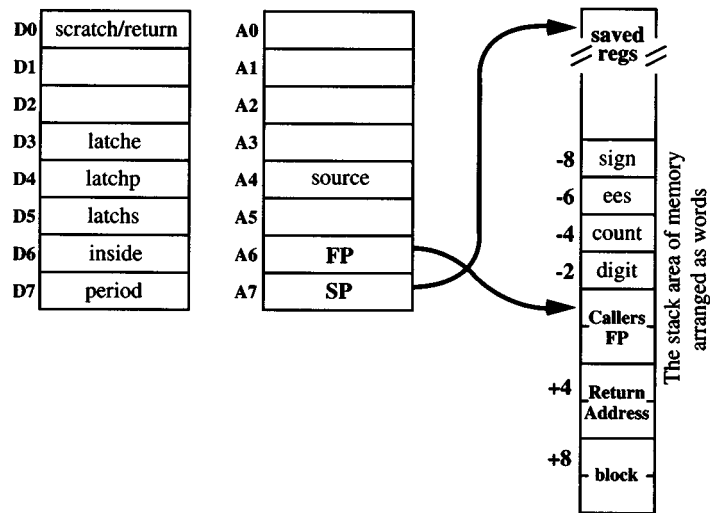 D0 scratch/return
D1
D2
D3 latche
D4 latchp
D5 latchs
D6 inside
D7 period
A0
A1
A2
A3
A4 source
A5
A6 FP
A7 SP
saved
regs
-8 sign
-6 ees
-4 count
-2 digit
Callers
FP
+4 Return
Address
+8 block
The stack area of memory
arranged as words